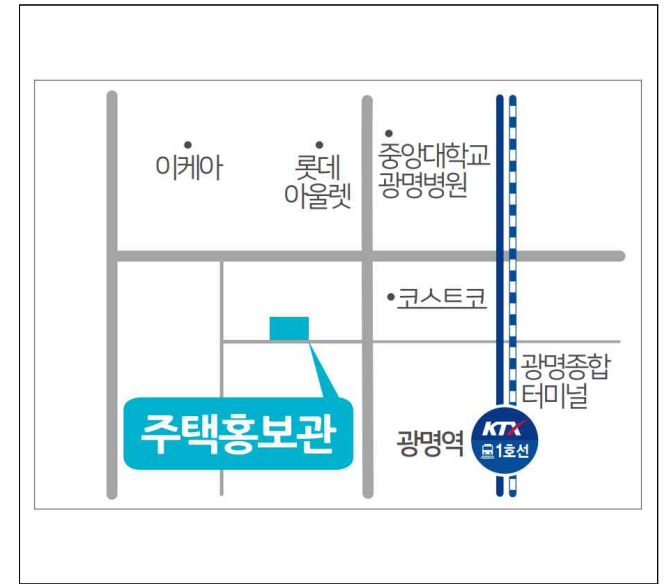 이케아
롯데
아울렛
중앙대학교
광명병원
코스트코
광명종합
터미널
주택홍보관
광명역
KTX
1호선